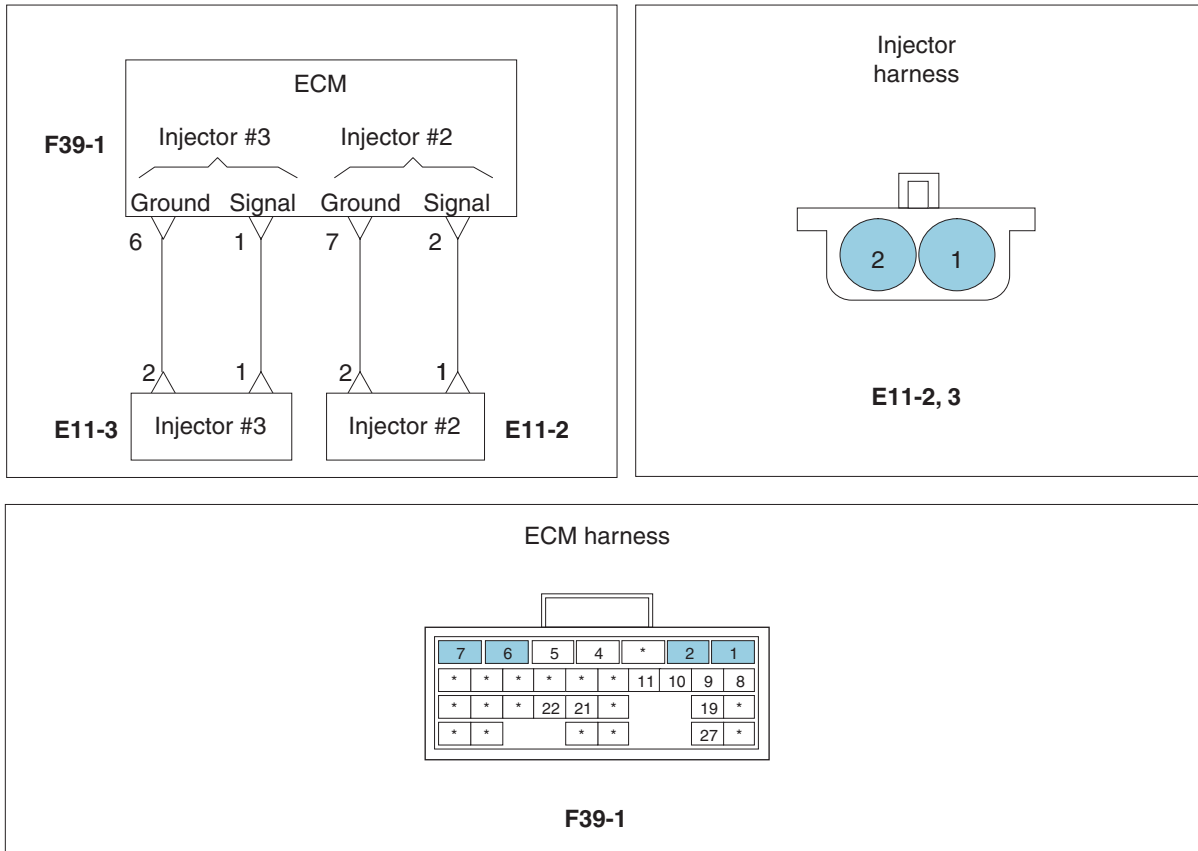 ECM
F39-1
Injector #3 Injector #2
Ground Signal Ground Signal
6 1 7 2
2 1 2 1
E11-3 Injector #3 Injector #2 E11-2
Injector
harness
2 1
E11-2, 3
ECM harness
7 6 5 4 * 2 1
* * * * * * 11 10 9 8
* * * 22 21 * 19 *
* * * * 27 *
F39-1